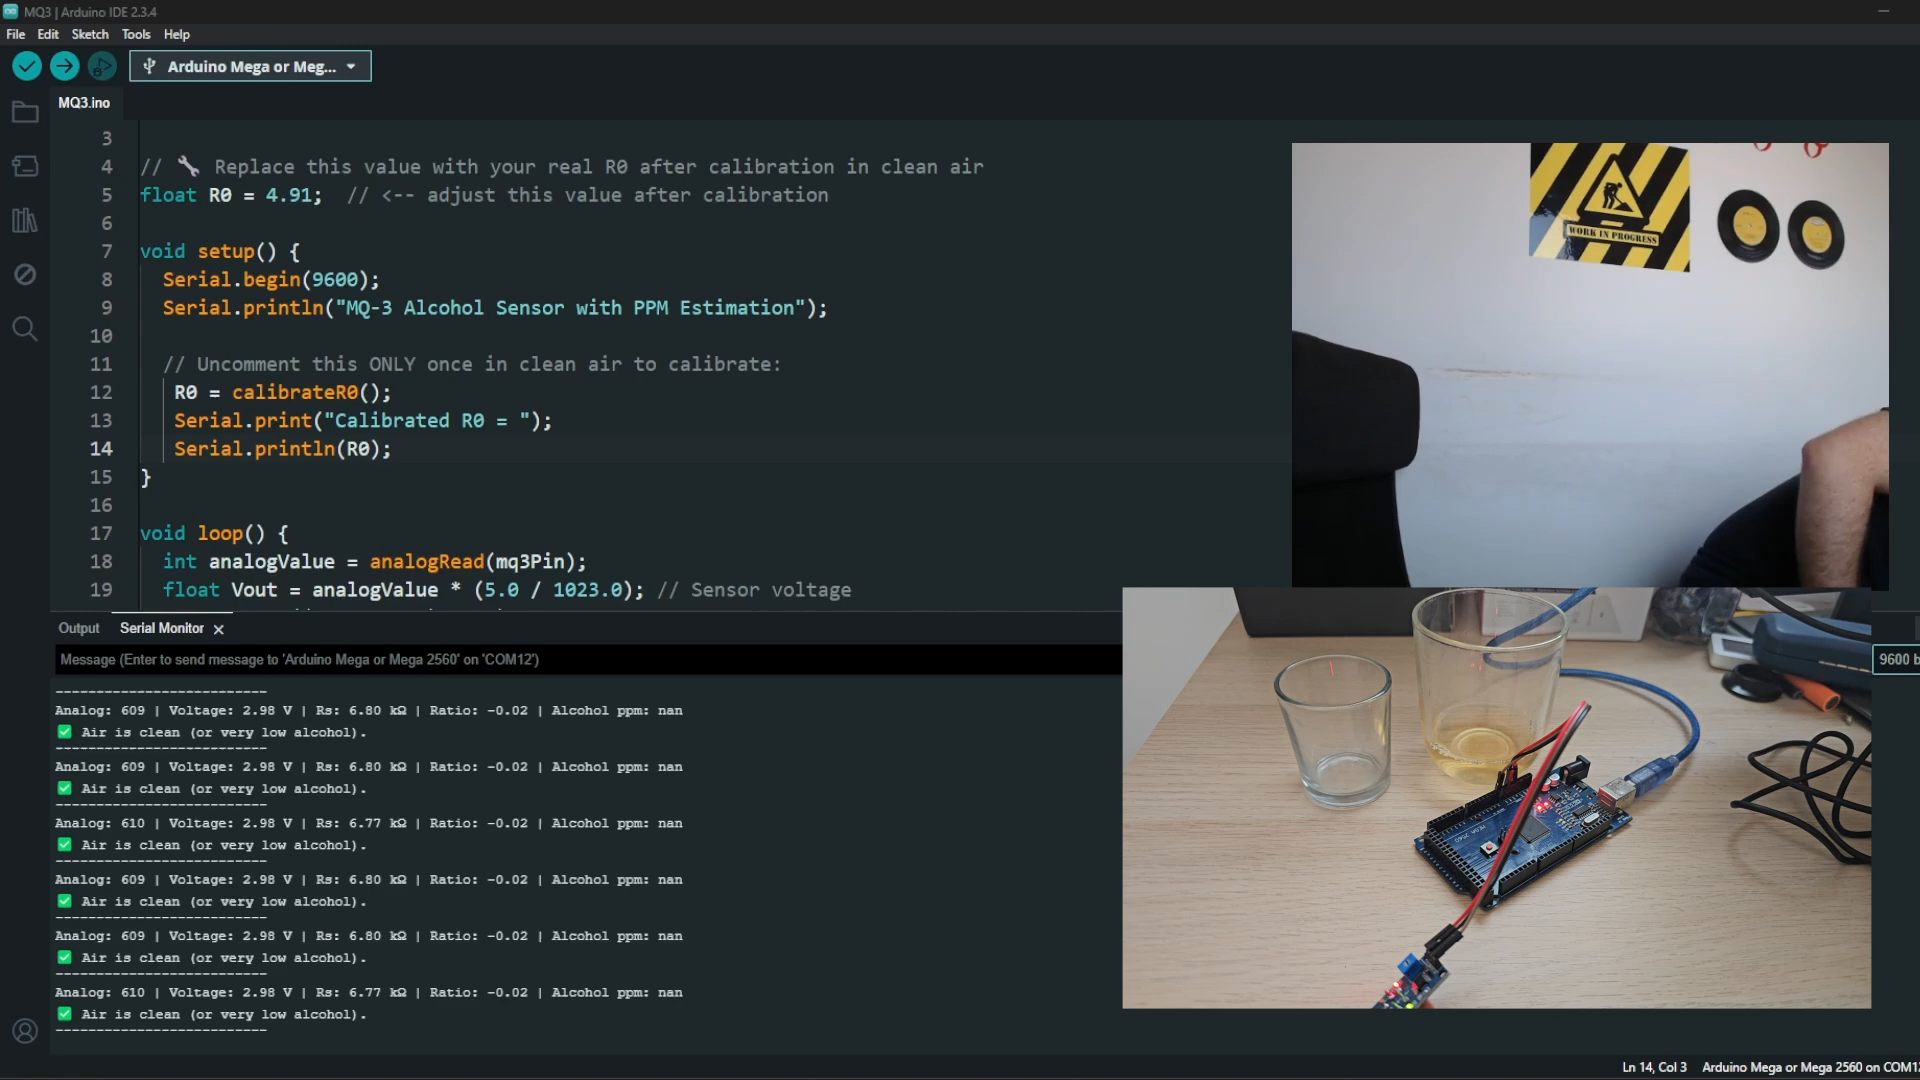 MQ3 | Arduino IDE 2.3.4
File Edit Sketch Tools Help
Arduino Mega or Meg...
MQ3.ino
3
4 // 🔧 Replace this value with your real R0 after calibration in clean air
5 float R0 = 4.91; // <-- adjust this value after calibration
6
7 void setup() {
8 Serial.begin(9600);
9 Serial.println("MQ-3 Alcohol Sensor with PPM Estimation");
10
11 // Uncomment this ONLY once in clean air to calibrate:
12 R0 = calibrateR0();
13 Serial.print("Calibrated R0 = ");
14 Serial.println(R0);
15 }
16
17 void loop() {
18 int analogValue = analogRead(mq3Pin);
19 float Vout = analogValue * (5.0 / 1023.0); // Sensor voltage
WORK IN PROGRESS
Output Serial Monitor
Message (Enter to send message to 'Arduino Mega or Mega 2560' on 'COM12')
9600 b
--------------------------
Analog: 609 | Voltage: 2.98 V | Rs: 6.80 kΩ | Ratio: -0.02 | Alcohol ppm: nan
✅ Air is clean (or very low alcohol).
--------------------------
Analog: 609 | Voltage: 2.98 V | Rs: 6.80 kΩ | Ratio: -0.02 | Alcohol ppm: nan
✅ Air is clean (or very low alcohol).
--------------------------
Analog: 610 | Voltage: 2.98 V | Rs: 6.77 kΩ | Ratio: -0.02 | Alcohol ppm: nan
✅ Air is clean (or very low alcohol).
--------------------------
Analog: 609 | Voltage: 2.98 V | Rs: 6.80 kΩ | Ratio: -0.02 | Alcohol ppm: nan
✅ Air is clean (or very low alcohol).
--------------------------
Analog: 609 | Voltage: 2.98 V | Rs: 6.80 kΩ | Ratio: -0.02 | Alcohol ppm: nan
✅ Air is clean (or very low alcohol).
--------------------------
Analog: 610 | Voltage: 2.98 V | Rs: 6.77 kΩ | Ratio: -0.02 | Alcohol ppm: nan
✅ Air is clean (or very low alcohol).
--------------------------
Ln 14, Col 3 Arduino Mega or Mega 2560 on COM12